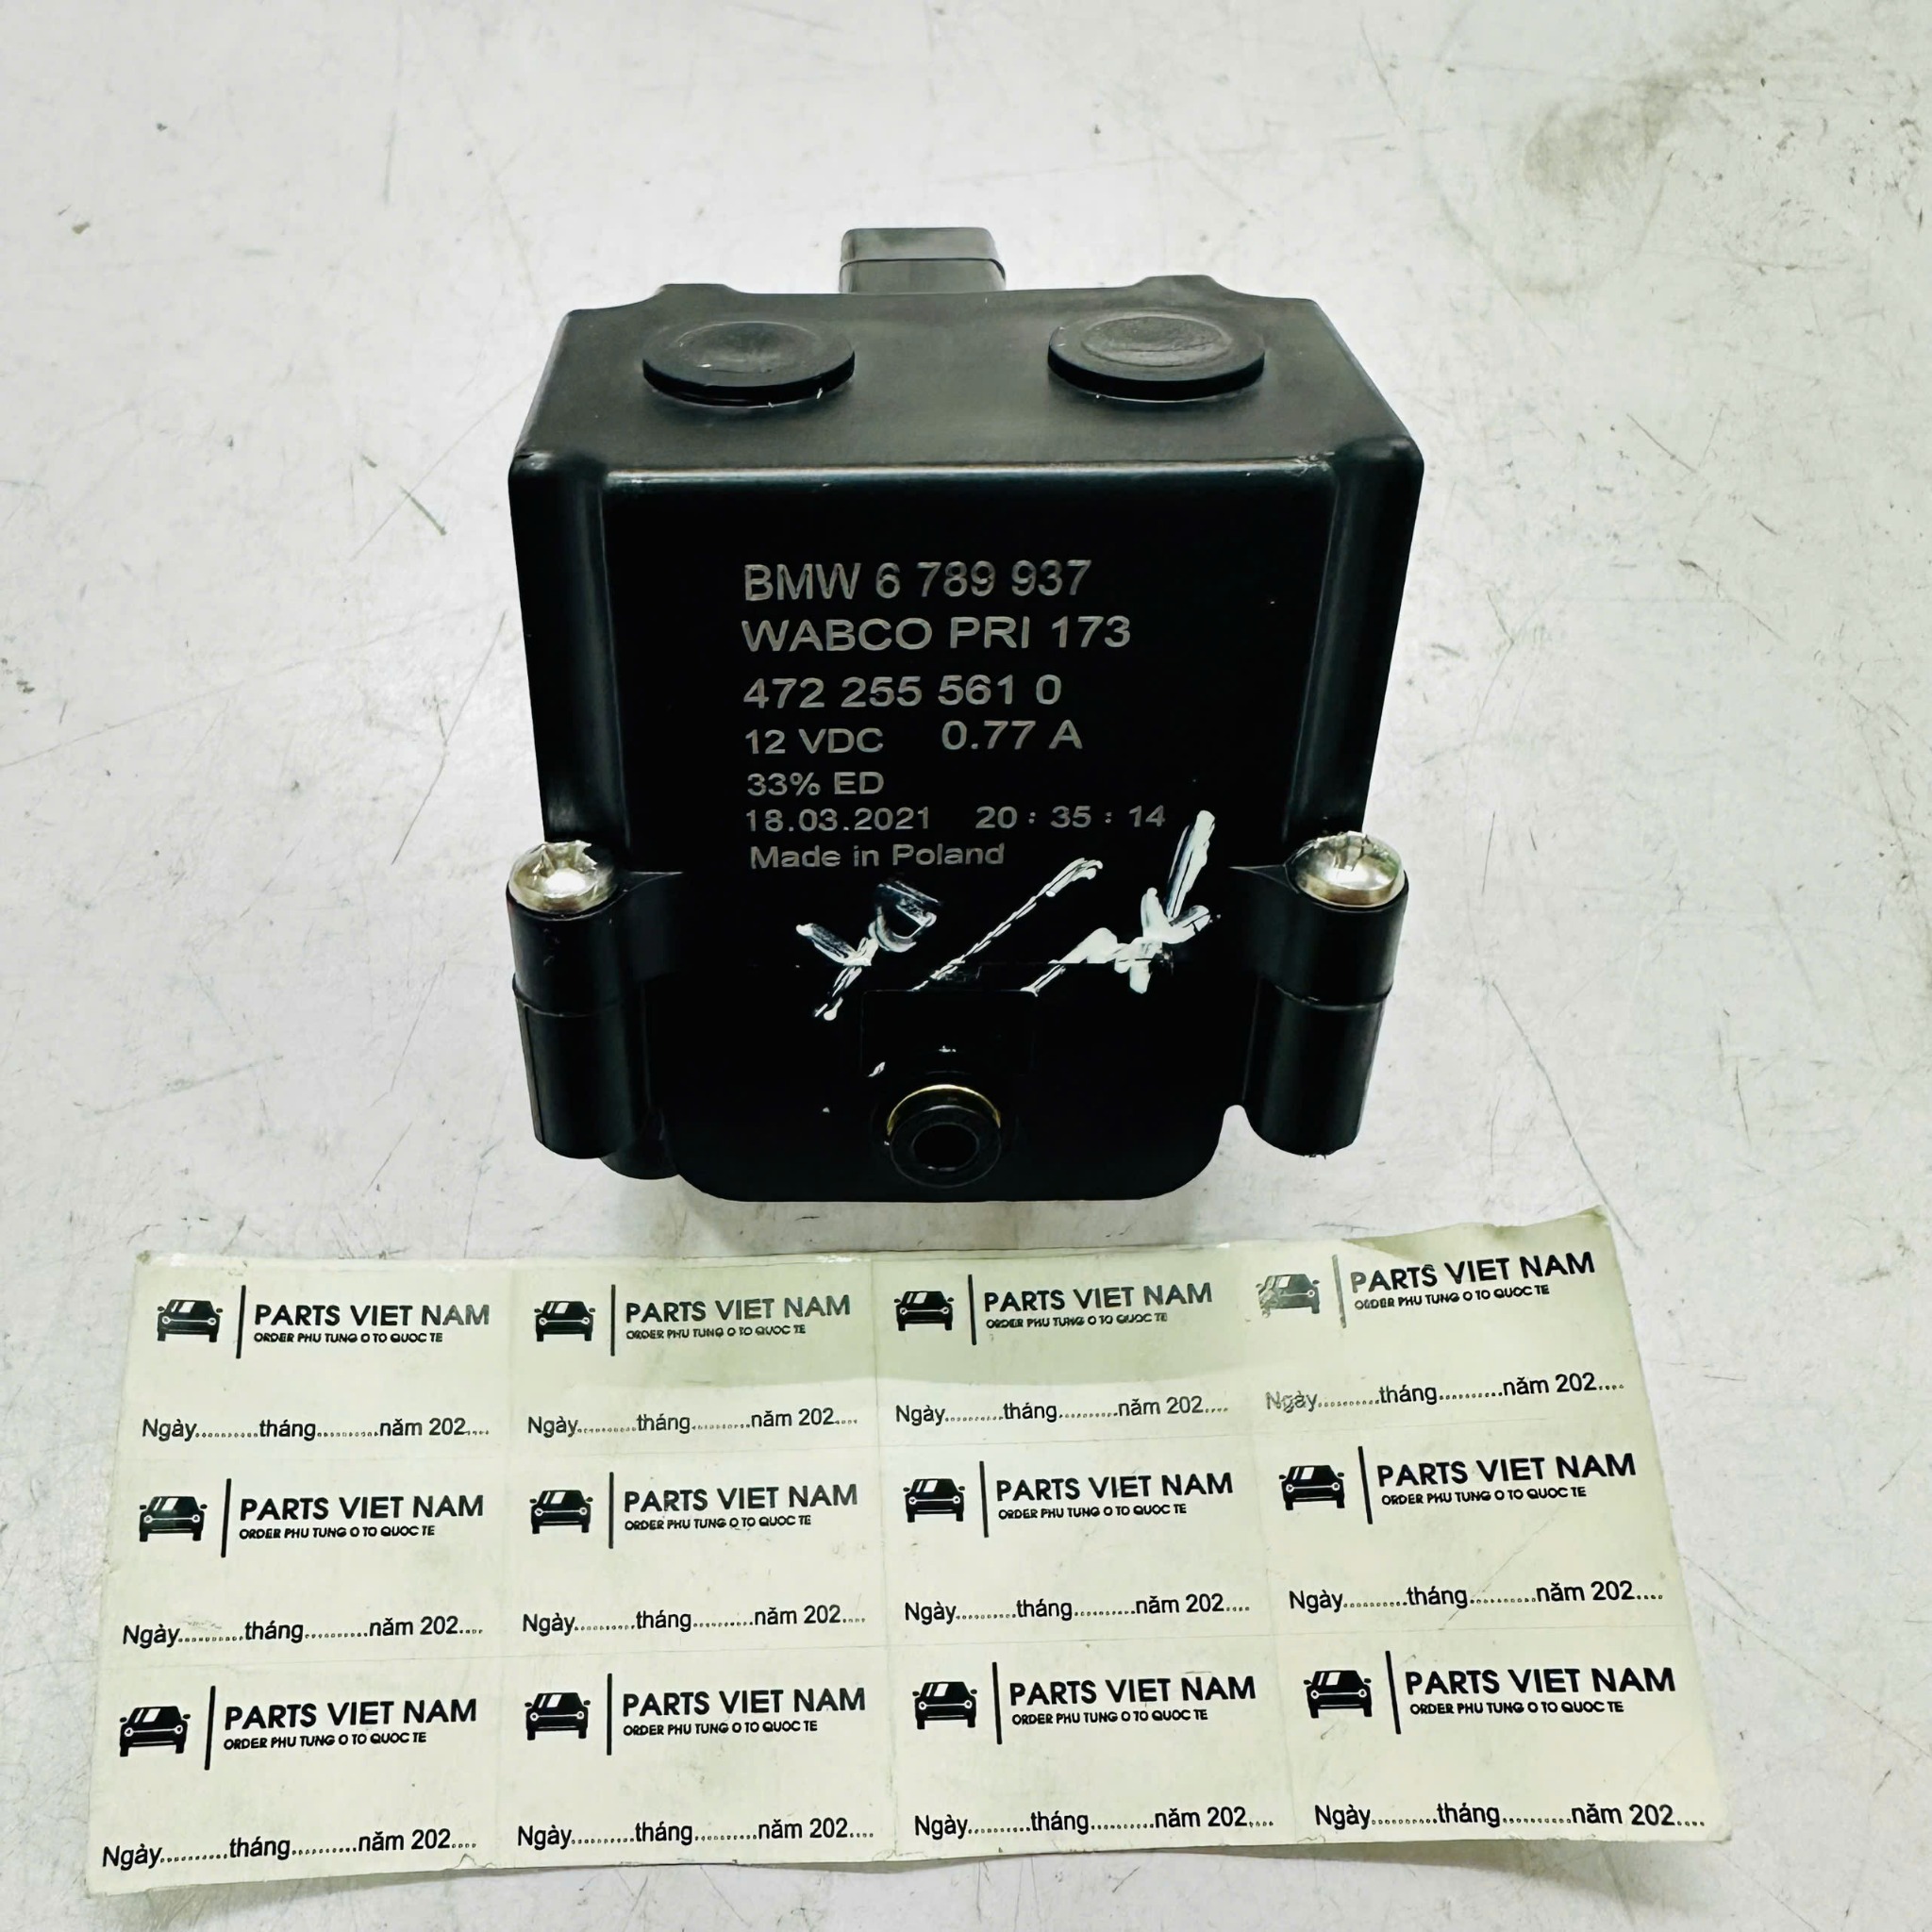 BMW 6 789 937
WABCO PRI 173
472 255 561 0
12 VDC 0.77 A
33% ED
18.03.2021 20 : 35 : 14
Made in Poland
PARTS VIET NAM
ORDER PHU TUNG O TO QUOC TE
Ngày..........tháng..........năm 202....
PARTS VIET NAM
ORDER PHU TUNG O TO QUOC TE
Ngày..........tháng..........năm 202....
PARTS VIET NAM
ORDER PHU TUNG O TO QUOC TE
Ngày..........tháng..........năm 202....
PARTS VIET NAM
ORDER PHU TUNG O TO QUOC TE
Ngày..........tháng..........năm 202....
PARTS VIET NAM
ORDER PHU TUNG O TO QUOC TE
Ngày..........tháng..........năm 202....
PARTS VIET NAM
ORDER PHU TUNG O TO QUOC TE
Ngày..........tháng..........năm 202....
PARTS VIET NAM
ORDER PHU TUNG O TO QUOC TE
Ngày..........tháng..........năm 202....
PARTS VIET NAM
ORDER PHU TUNG O TO QUOC TE
Ngày..........tháng..........năm 202....
PARTS VIET NAM
ORDER PHU TUNG O TO QUOC TE
Ngày..........tháng..........năm 202....
PARTS VIET NAM
ORDER PHU TUNG O TO QUOC TE
Ngày..........tháng..........năm 202....
PARTS VIET NAM
ORDER PHU TUNG O TO QUOC TE
Ngày..........tháng..........năm 202....
PARTS VIET NAM
ORDER PHU TUNG O TO QUOC TE
Ngày..........tháng..........năm 202....